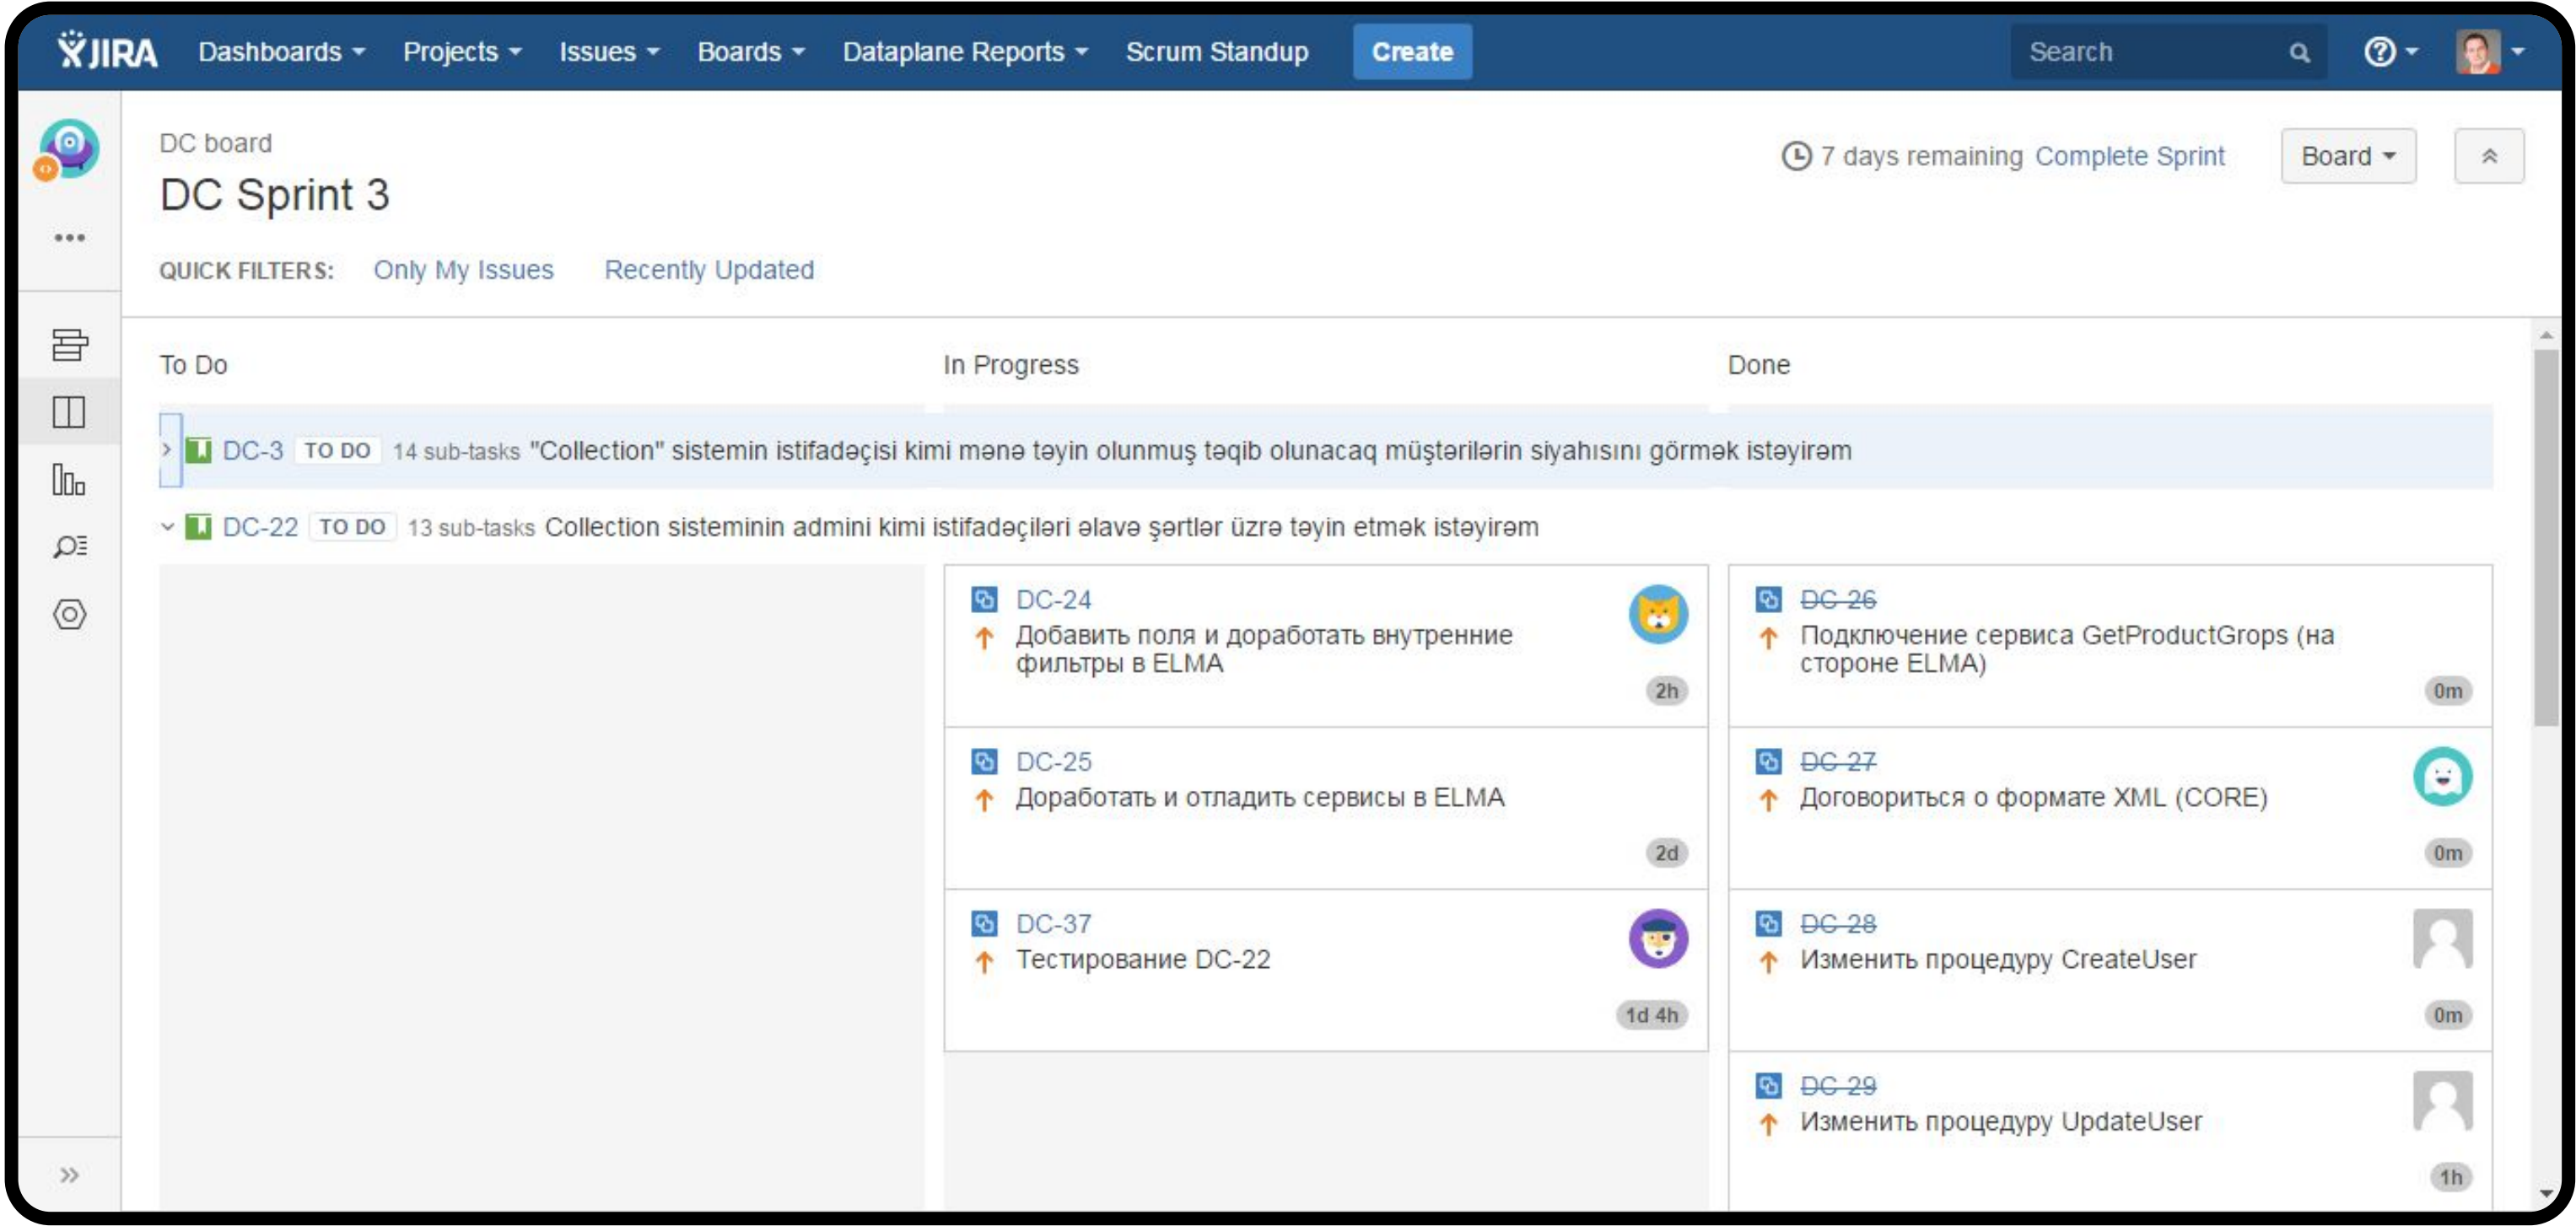 JIRA Dashboards Projects Issues Boards Dataplane Reports Scrum Standup Create Search
DC board
DC Sprint 3
7 days remaining Complete Sprint Board
QUICK FILTERS: Only My Issues Recently Updated
To Do In Progress Done
DC-3 TO DO 14 sub-tasks "Collection" sistemin istifadəçisi kimi mənə təyin olunmuş təqib olunacaq müştərilərin siyahısını görmək istəyirəm
DC-22 TO DO 13 sub-tasks Collection sisteminin admini kimi istifadəçiləri əlavə şərtlər üzrə təyin etmək istəyirəm
DC-24
Добавить поля и доработать внутренние
фильтры в ELMA
2h
DC-25
Доработать и отладить сервисы в ELMA
2d
DC-37
Тестирование DC-22
1d 4h
DC-26
Подключение сервиса GetProductGrops (на
стороне ELMA)
0m
DC-27
Договориться о формате XML (CORE)
0m
DC-28
Изменить процедуру CreateUser
0m
DC-29
Изменить процедуру UpdateUser
1h